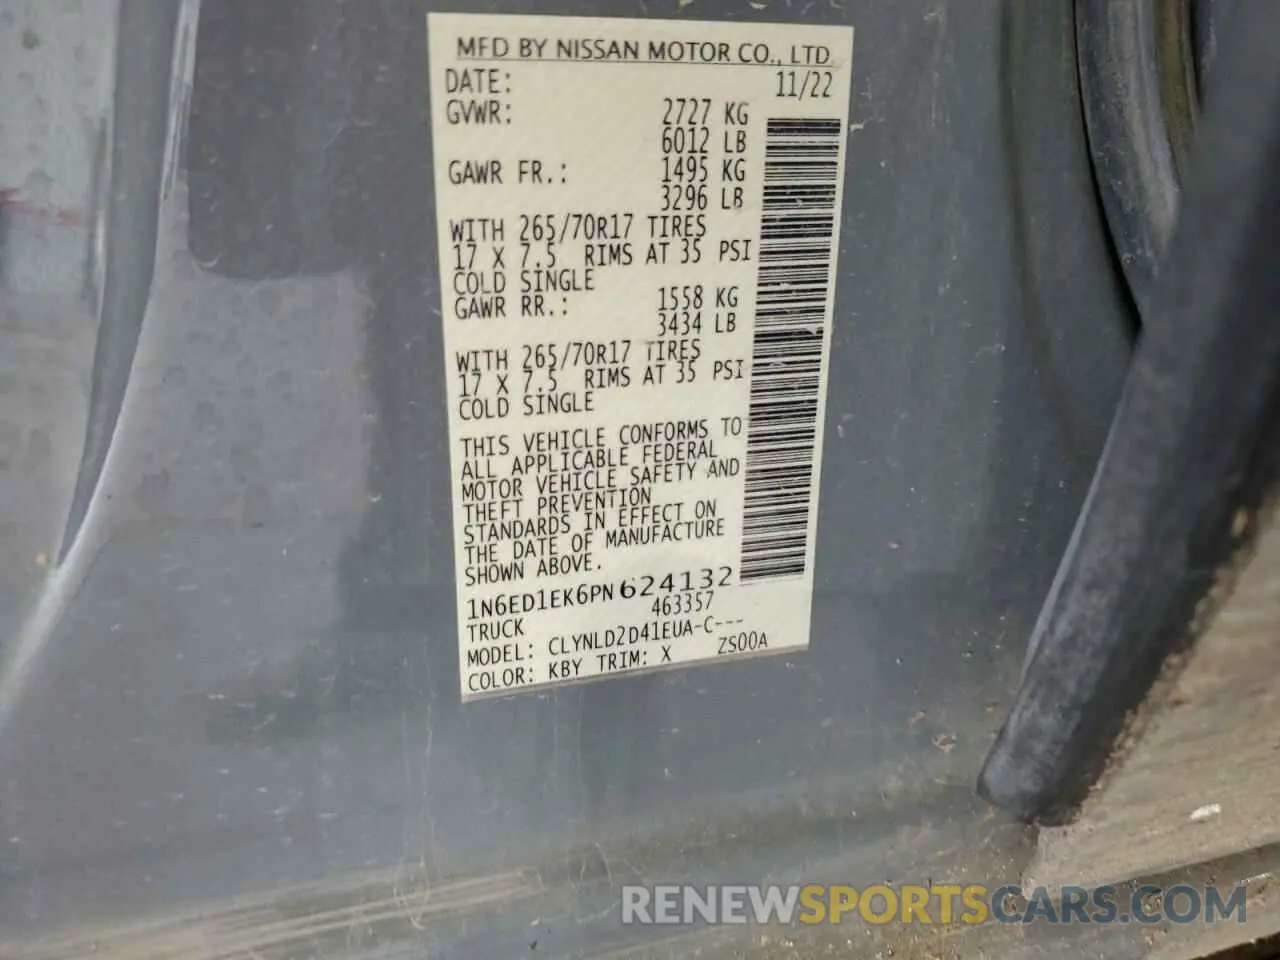 MFD BY NISSAN MOTOR CO., LTD.
DATE: 11/22
GVWR: 2727 KG
6012 LB
GAWR FR.: 1495 KG
3296 LB
WITH 265/70R17 TIRES
17 X 7.5 RIMS AT 35 PSI
COLD SINGLE
GAWR RR.: 1558 KG
3434 LB
WITH 265/70R17 TIRES
17 X 7.5 RIMS AT 35 PSI
COLD SINGLE
THIS VEHICLE CONFORMS TO
ALL APPLICABLE FEDERAL
MOTOR VEHICLE SAFETY AND
THEFT PREVENTION
STANDARDS IN EFFECT ON
THE DATE OF MANUFACTURE
SHOWN ABOVE.
1N6ED1EK6PN624132
TRUCK 463357
MODEL: CLYNLD2D41EUA-C---
COLOR: KBY TRIM: X ZS00A
RENEWSPORTSCARS.COM